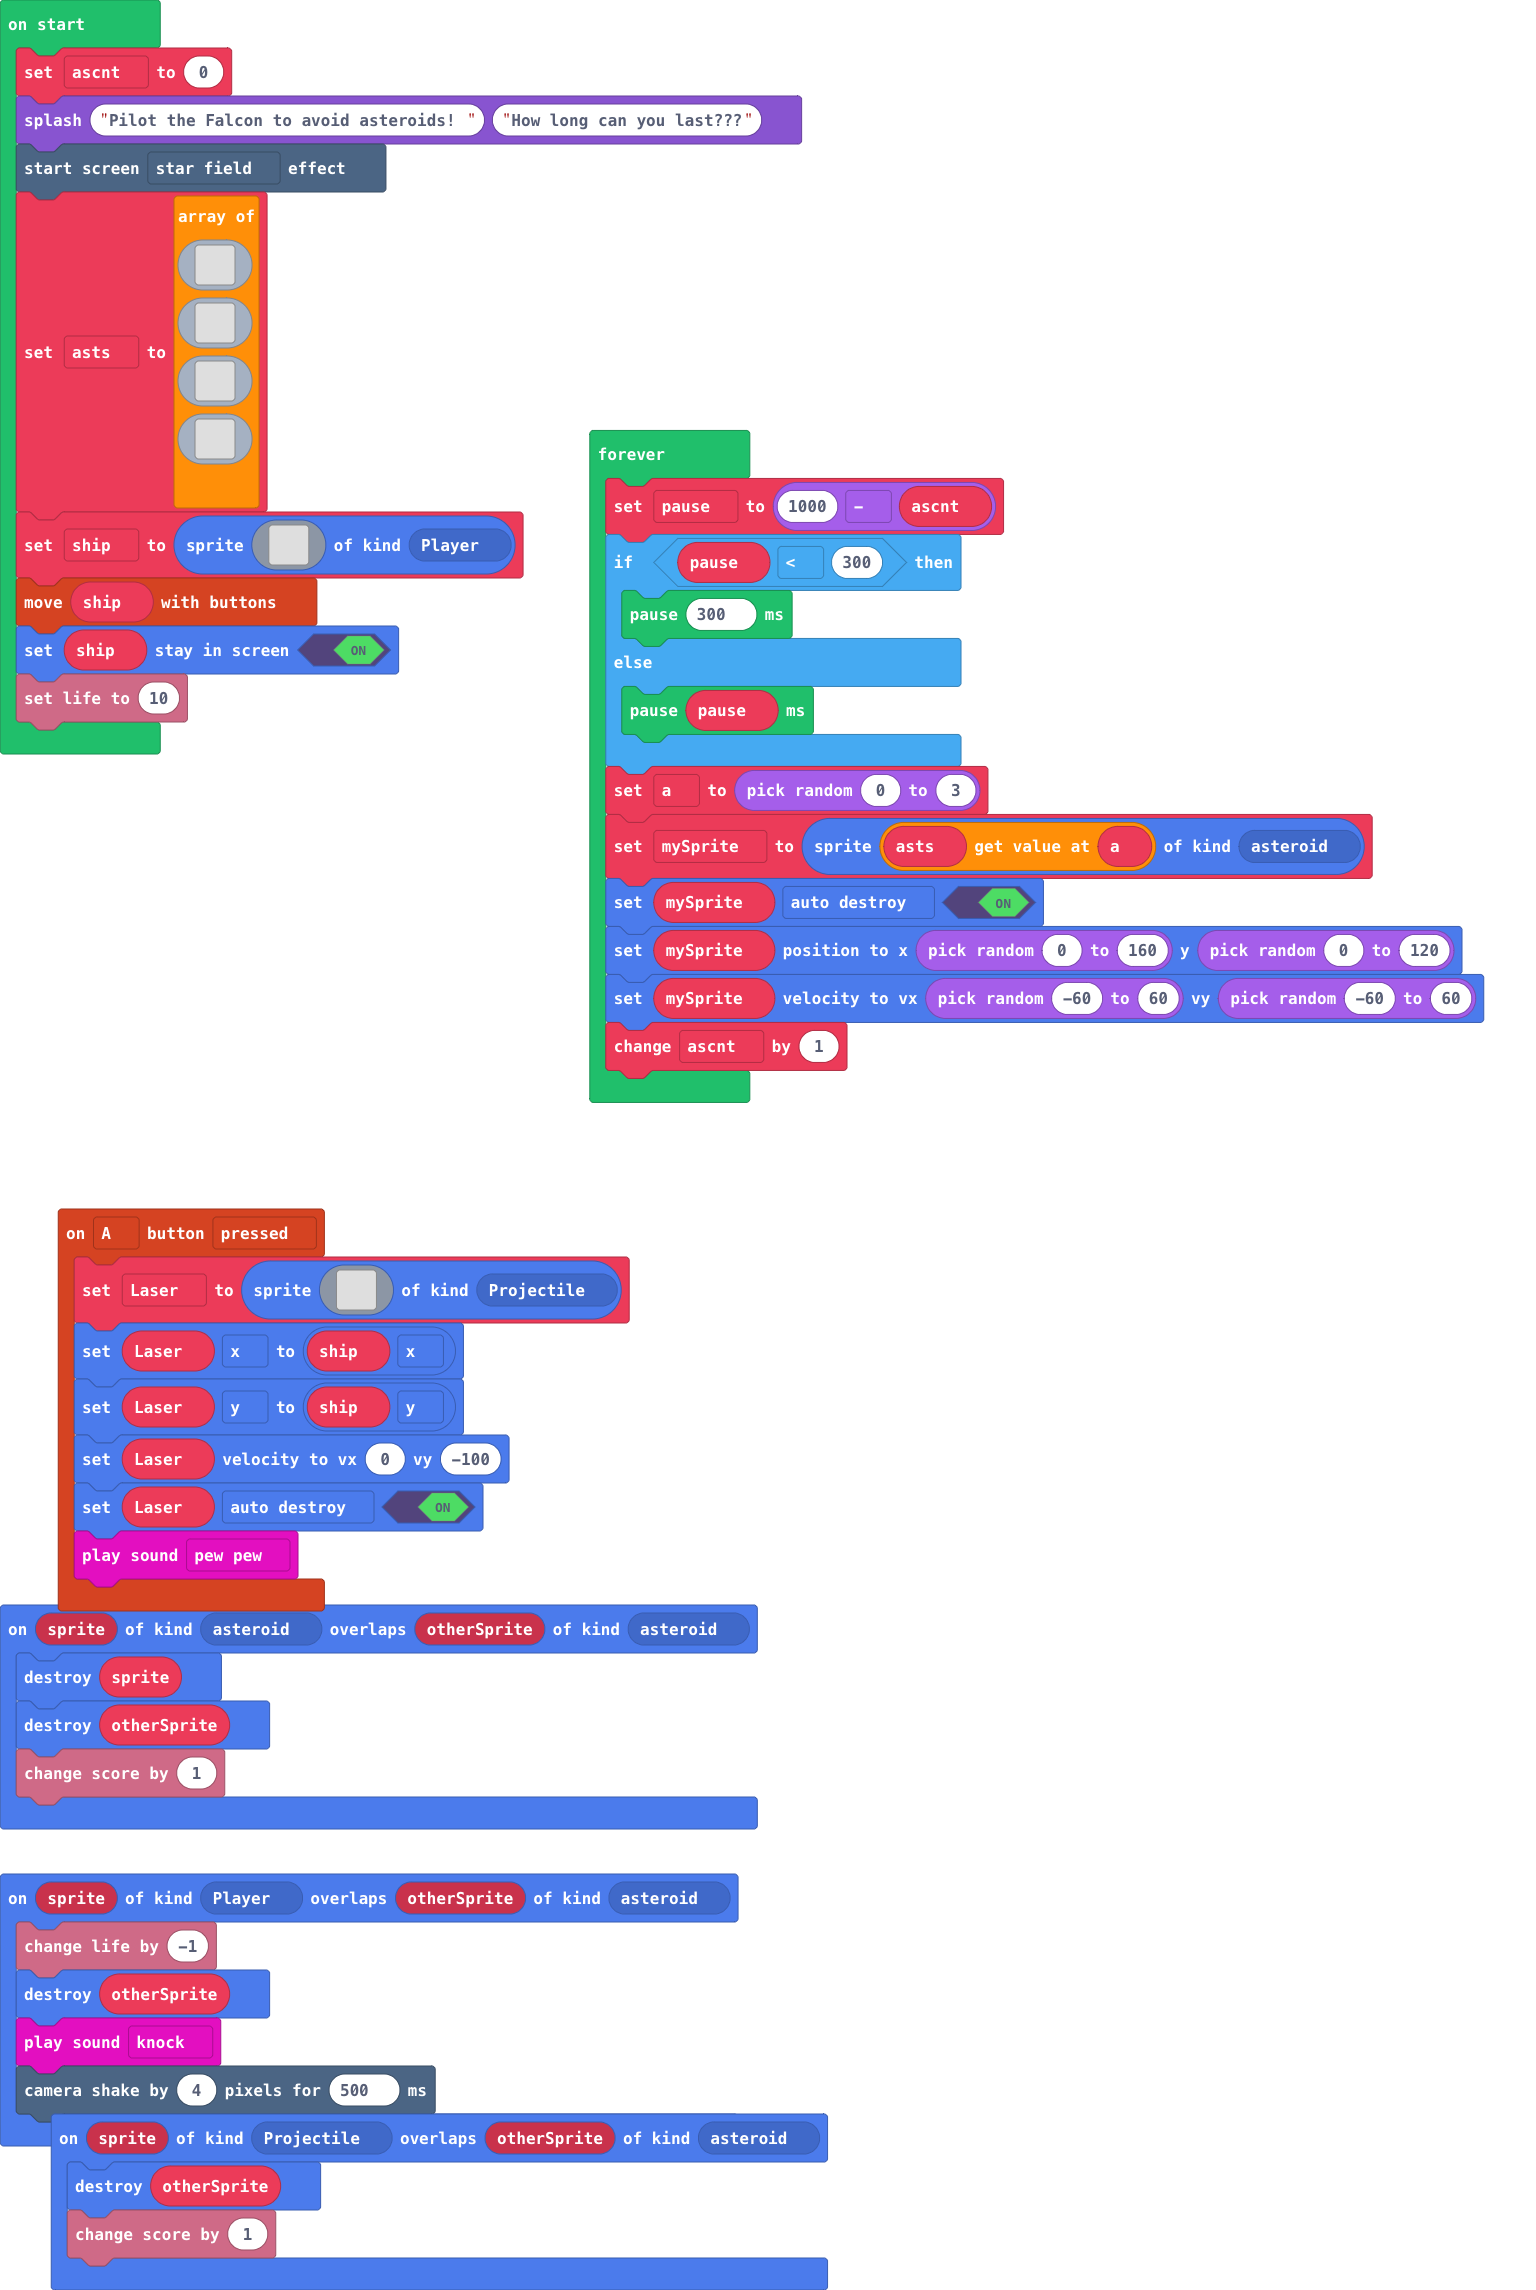 on start
set ascnt to 0
splash "Pilot the Falcon to avoid asteroids! " "How long can you last???"
start screen star field effect
set asts to array of
set ship to sprite of kind Player
move ship with buttons
set ship stay in screen ON
set life to 10
forever
set pause to 1000 - ascnt
if pause < 300 then
pause 300 ms
else
pause pause ms
set a to pick random 0 to 3
set mySprite to sprite asts get value at a of kind asteroid
set mySprite auto destroy ON
set mySprite position to x pick random 0 to 160 y pick random 0 to 120
set mySprite velocity to vx pick random -60 to 60 vy pick random -60 to 60
change ascnt by 1
on A button pressed
set Laser to sprite of kind Projectile
set Laser x to ship x
set Laser y to ship y
set Laser velocity to vx 0 vy -100
set Laser auto destroy ON
play sound pew pew
on sprite of kind asteroid overlaps otherSprite of kind asteroid
destroy sprite
destroy otherSprite
change score by 1
on sprite of kind Player overlaps otherSprite of kind asteroid
change life by -1
destroy otherSprite
play sound knock
camera shake by 4 pixels for 500 ms
on sprite of kind Projectile overlaps otherSprite of kind asteroid
destroy otherSprite
change score by 1